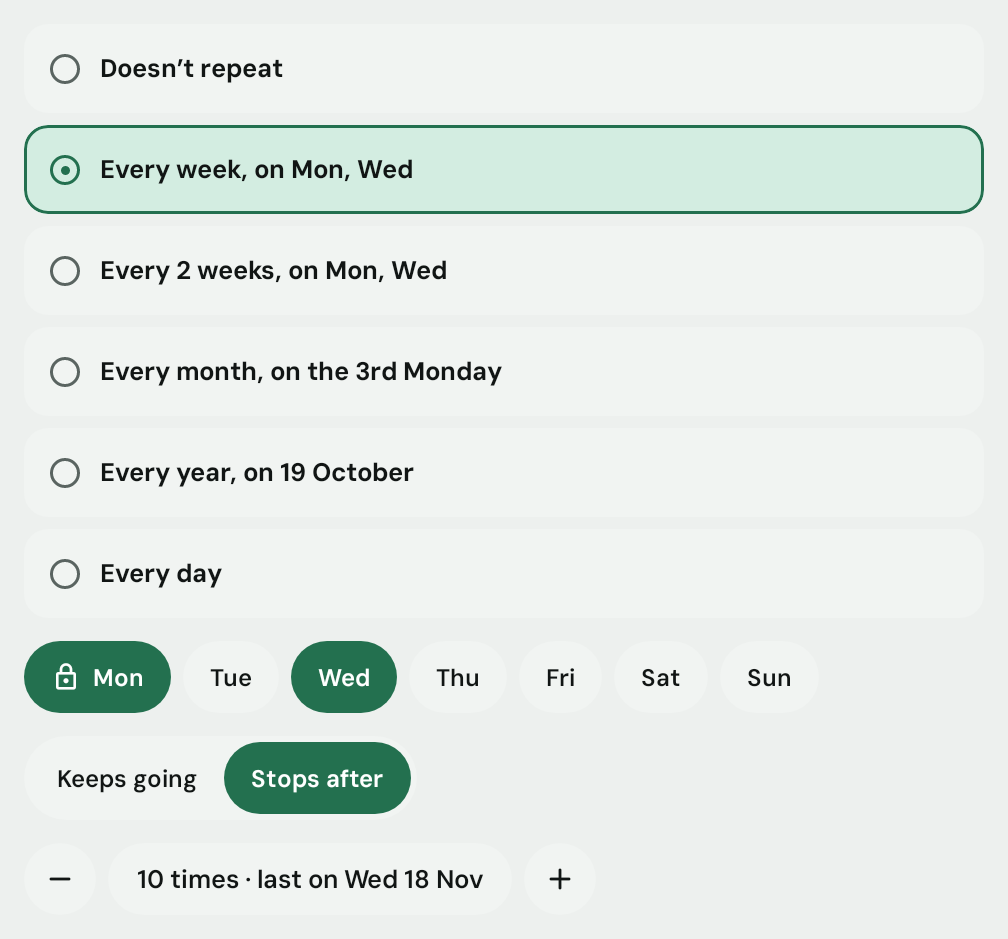 Doesn’t repeat
Every week, on Mon, Wed
Every 2 weeks, on Mon, Wed
Every month, on the 3rd Monday
Every year, on 19 October
Every day
Mon Tue Wed Thu Fri Sat Sun
Keeps going Stops after
− 10 times · last on Wed 18 Nov +